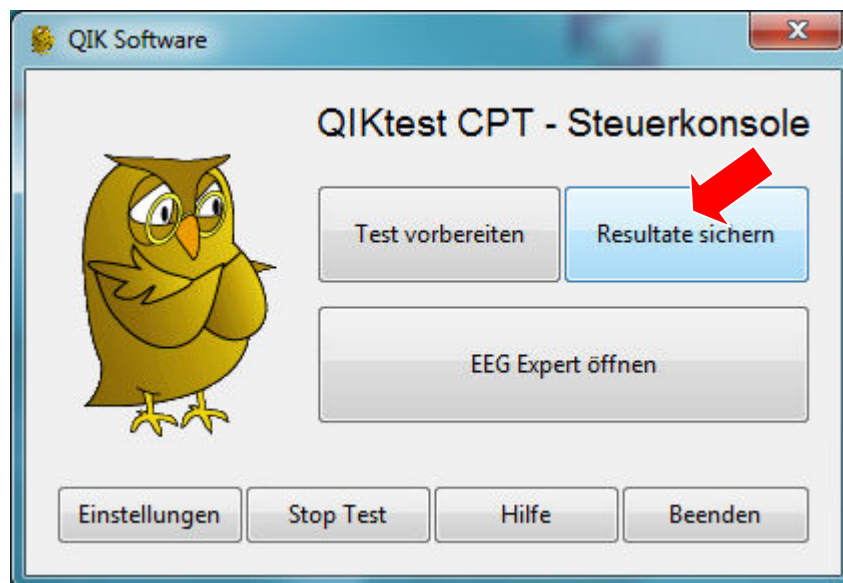 QIK Software
QIKtest CPT - Steuerkonsole
Test vorbereiten
Resultate sichern
EEG Expert öffnen
Einstellungen
Stop Test
Hilfe
Beenden